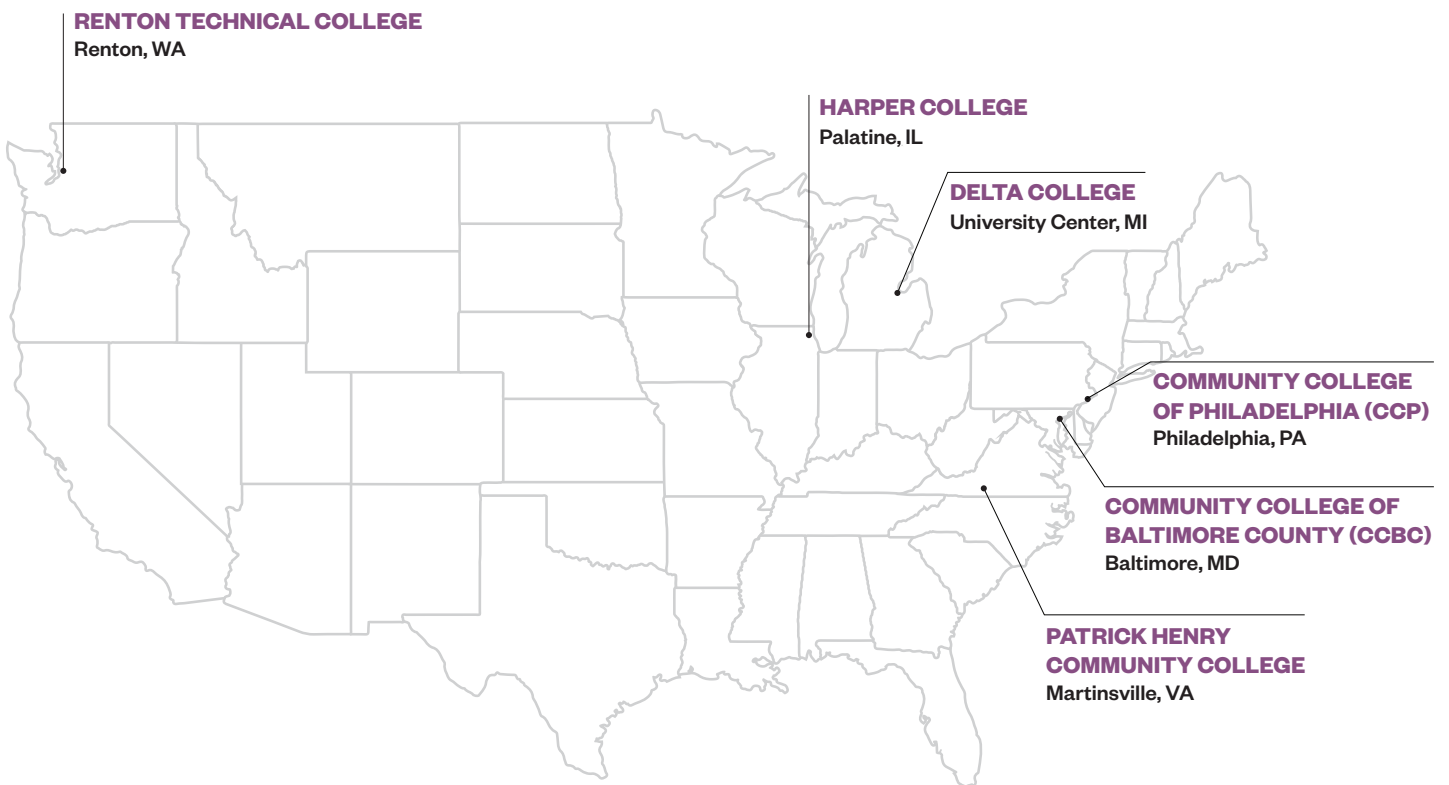 RENTON TECHNICAL COLLEGE
Renton, WA
HARPER COLLEGE
Palatine, IL
DELTA COLLEGE
University Center, MI
COMMUNITY COLLEGE
OF PHILADELPHIA (CCP)
Philadelphia, PA
COMMUNITY COLLEGE OF
BALTIMORE COUNTY (CCBC)
Baltimore, MD
PATRICK HENRY
COMMUNITY COLLEGE
Martinsville, VA